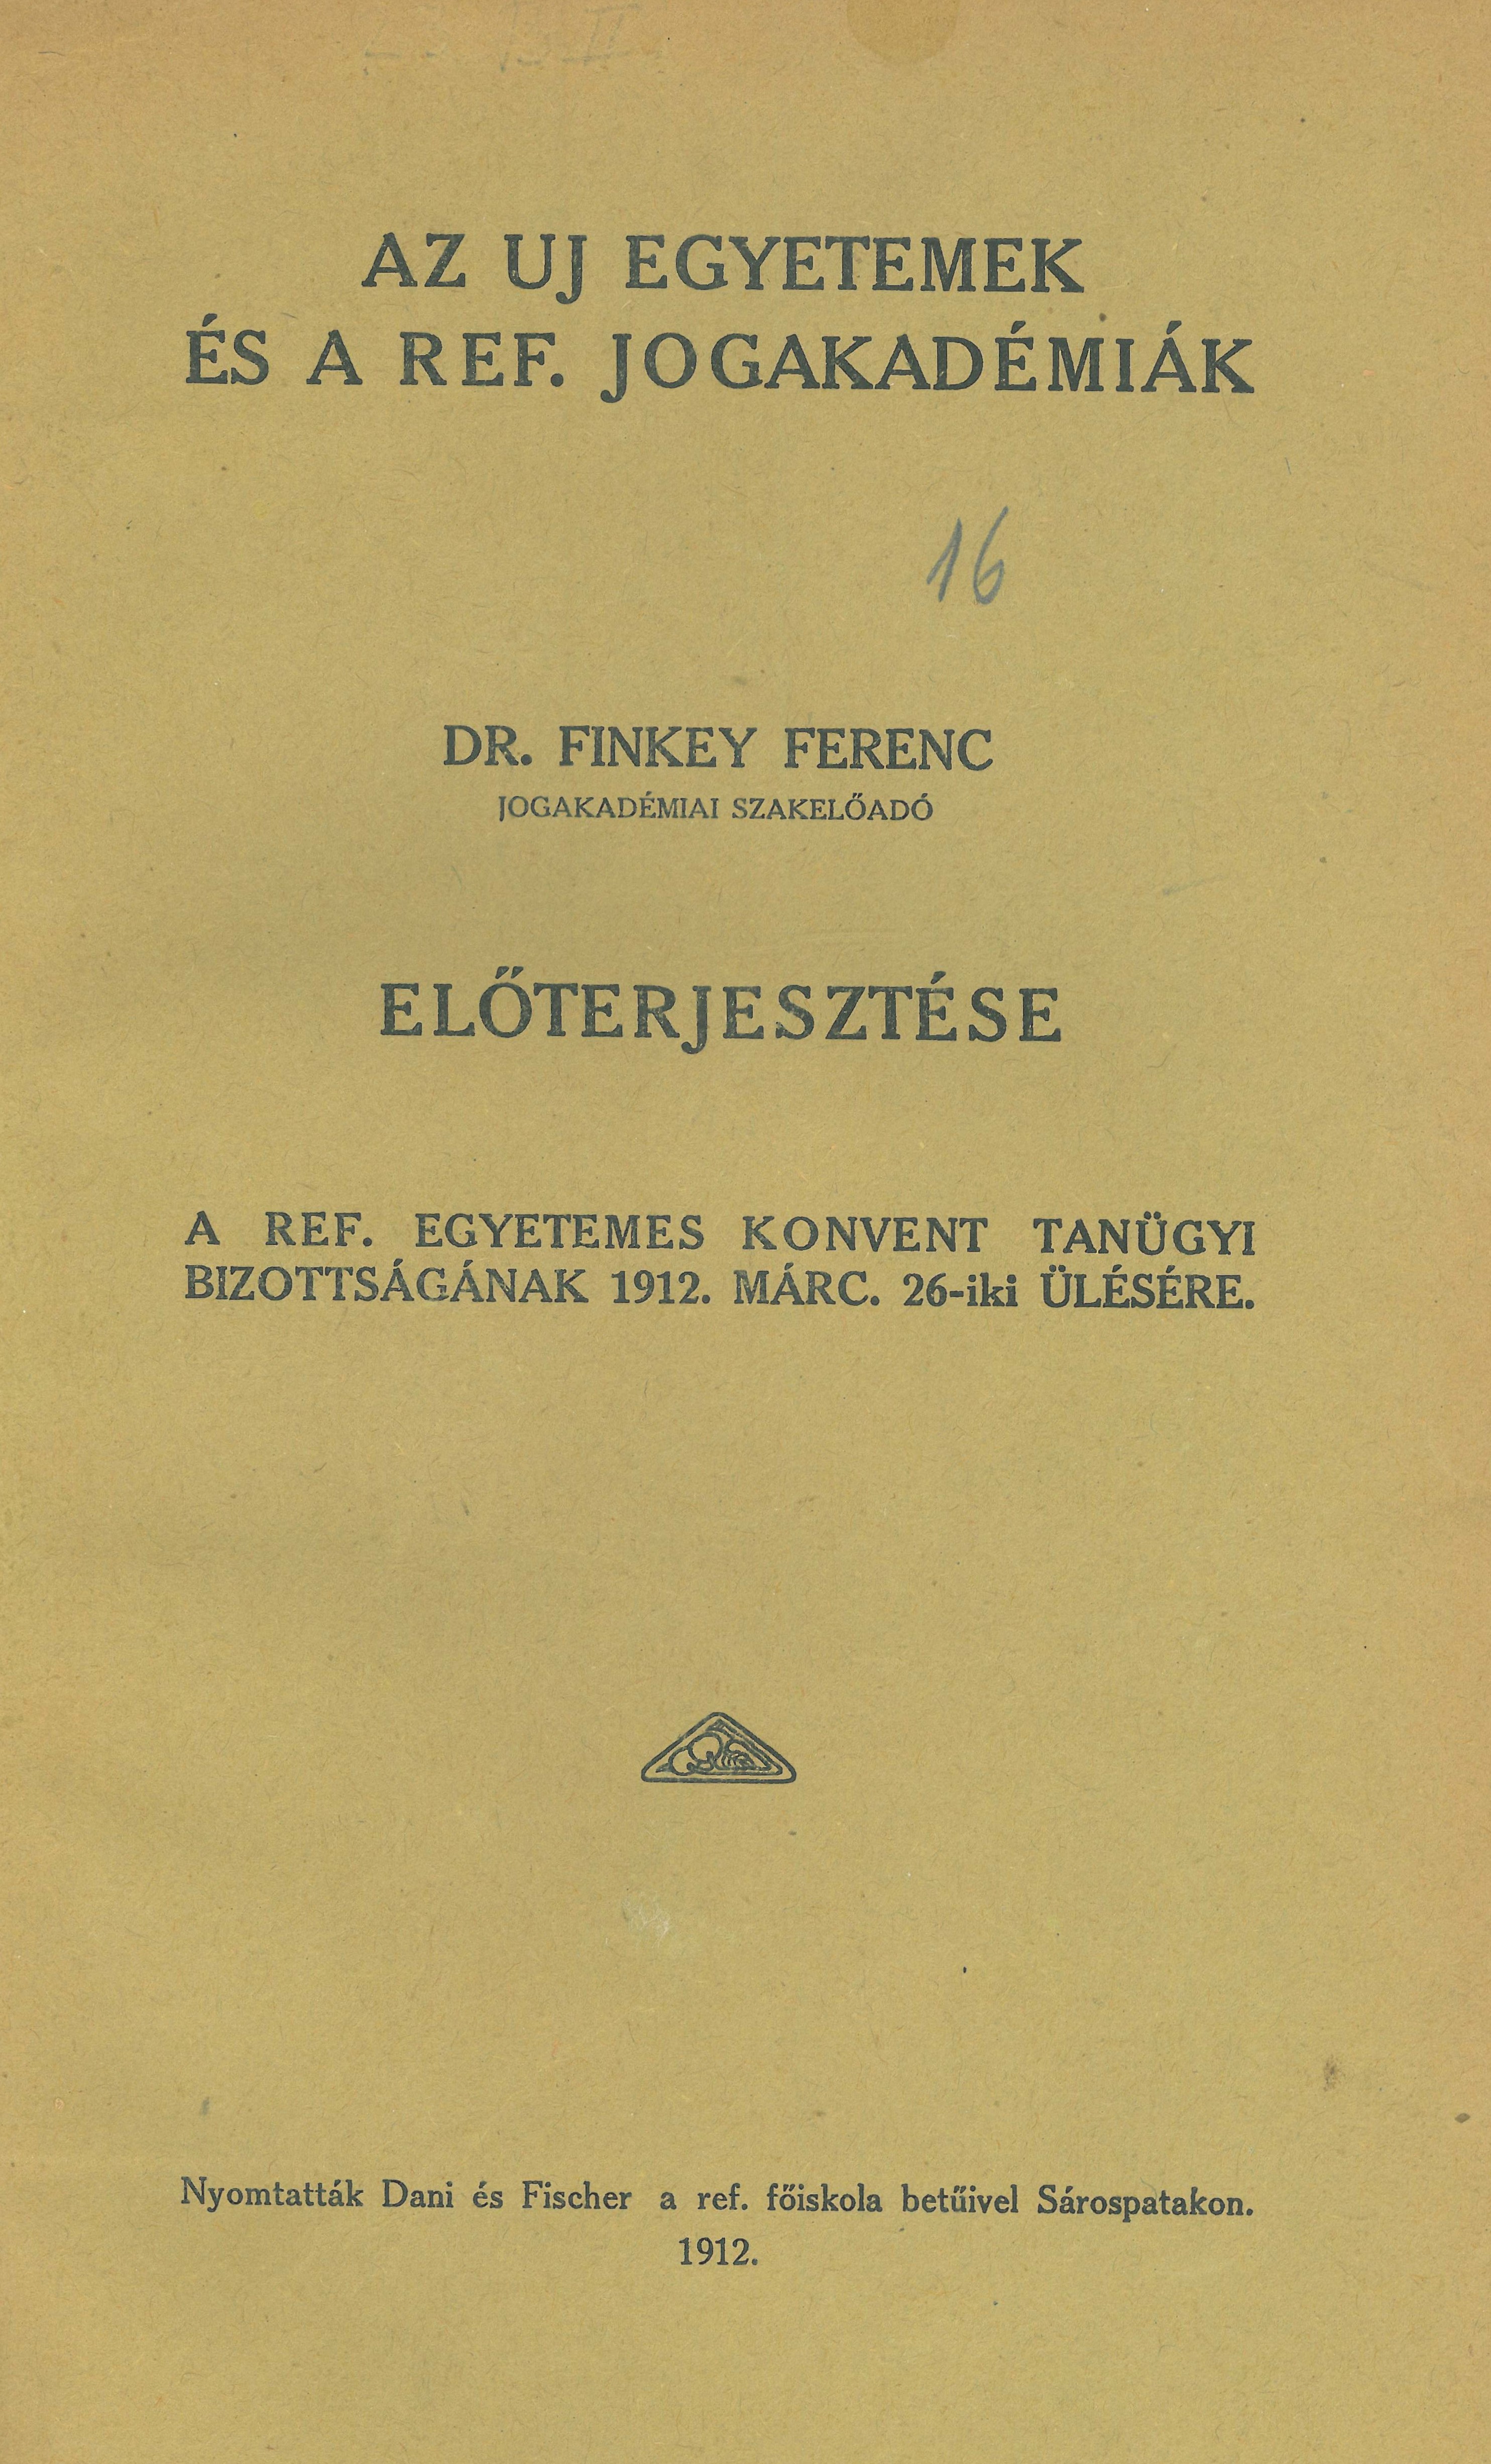 AZ UJ EGYETEMEK
ÉS A REF. JOGAKADÉMIÁK
16
DR. FINKEY FERENC
JOGAKADÉMIAI SZAKELŐADÓ
ELŐTERJESZTÉSE
A REF. EGYETEMES KONVENT TANÜGYI
BIZOTTSÁGÁNAK 1912. MÁRC. 26-iki ÜLÉSÉRE.
Nyomtatták Dani és Fischer a ref. főiskola betűivel Sárospatakon.
1912.